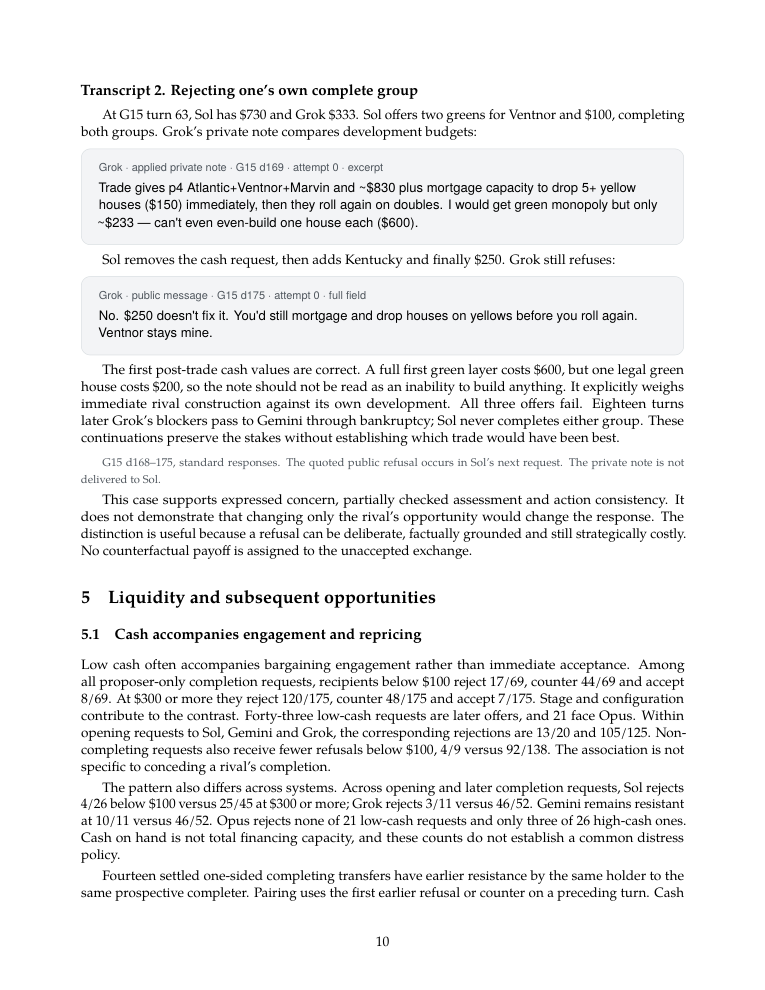 Transcript 2. Rejecting one's own complete group
At G15 turn 63, Sol has $730 and Grok $333. Sol offers two greens for Ventnor and $100, completing
both groups. Grok's private note compares development budgets:
Grok · applied private note · G15 d169 · attempt 0 · excerpt
Trade gives p4 Atlantic+Ventnor+Marvin and ~$830 plus mortgage capacity to drop 5+ yellow
houses ($150) immediately, then they roll again on doubles. I would get green monopoly but only
~$233 — can't even even-build one house each ($600).
Sol removes the cash request, then adds Kentucky and finally $250. Grok still refuses:
Grok · public message · G15 d175 · attempt 0 · full field
No. $250 doesn't fix it. You'd still mortgage and drop houses on yellows before you roll again.
Ventnor stays mine.
The first post-trade cash values are correct. A full first green layer costs $600, but one legal green
house costs $200, so the note should not be read as an inability to build anything. It explicitly weighs
immediate rival construction against its own development. All three offers fail. Eighteen turns
later Grok's blockers pass to Gemini through bankruptcy; Sol never completes either group. These
continuations preserve the stakes without establishing which trade would have been best.
G15 d168–175, standard responses. The quoted public refusal occurs in Sol's next request. The private note is not
delivered to Sol.
This case supports expressed concern, partially checked assessment and action consistency. It
does not demonstrate that changing only the rival's opportunity would change the response. The
distinction is useful because a refusal can be deliberate, factually grounded and still strategically costly.
No counterfactual payoff is assigned to the unaccepted exchange.
5 Liquidity and subsequent opportunities
5.1 Cash accompanies engagement and repricing
Low cash often accompanies bargaining engagement rather than immediate acceptance. Among
all proposer-only completion requests, recipients below $100 reject 17/69, counter 44/69 and accept
8/69. At $300 or more they reject 120/175, counter 48/175 and accept 7/175. Stage and configuration
contribute to the contrast. Forty-three low-cash requests are later offers, and 21 face Opus. Within
opening requests to Sol, Gemini and Grok, the corresponding rejections are 13/20 and 105/125. Non-
completing requests also receive fewer refusals below $100, 4/9 versus 92/138. The association is not
specific to conceding a rival's completion.
The pattern also differs across systems. Across opening and later completion requests, Sol rejects
4/26 below $100 versus 25/45 at $300 or more; Grok rejects 3/11 versus 46/52. Gemini remains resistant
at 10/11 versus 46/52. Opus rejects none of 21 low-cash requests and only three of 26 high-cash ones.
Cash on hand is not total financing capacity, and these counts do not establish a common distress
policy.
Fourteen settled one-sided completing transfers have earlier resistance by the same holder to the
same prospective completer. Pairing uses the first earlier refusal or counter on a preceding turn. Cash
10